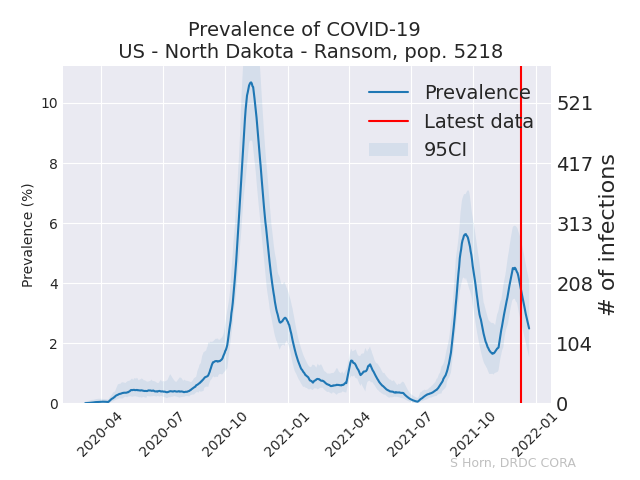 Prevalence of COVID-19
US - North Dakota - Ransom, pop. 5218
Prevalence
Latest data
95CI
Prevalence (%)
10
8
6
4
2
0
521
417
313
208
104
0
# of infections
2020-04
2020-07
2020-10
2021-01
2021-04
2021-07
2021-10
2022-01
S Horn, DRDC CORA